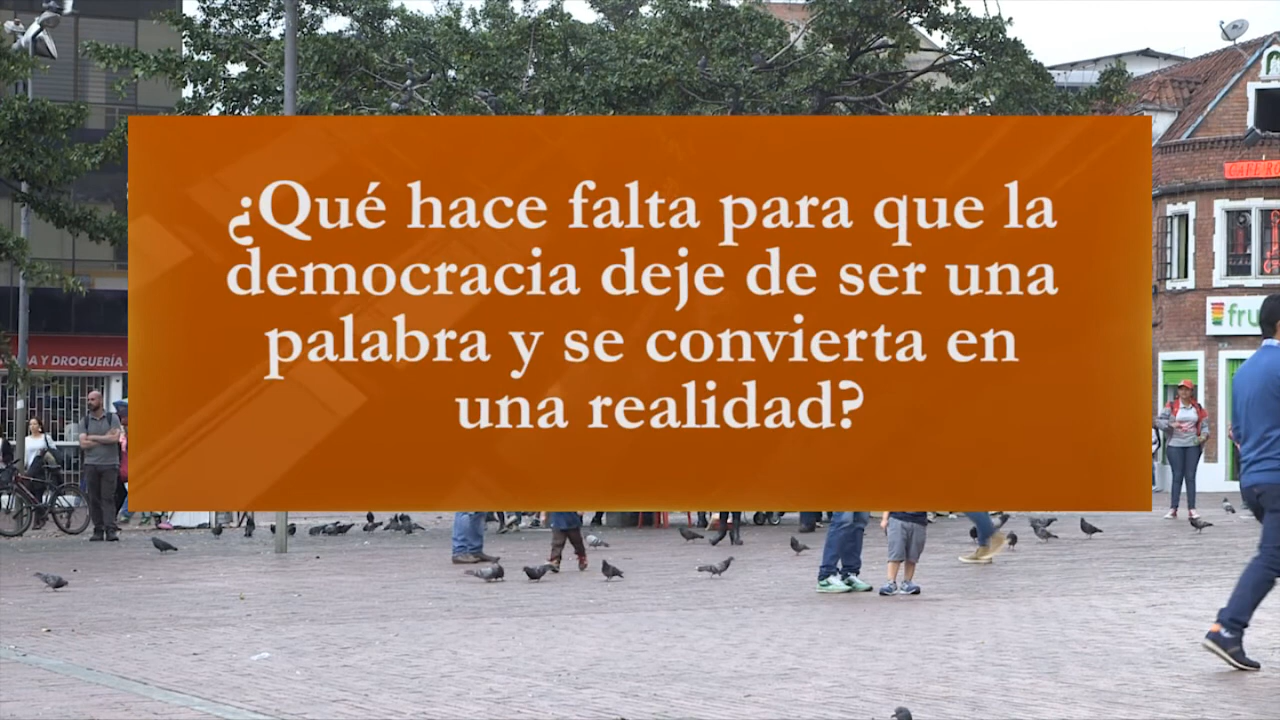 ¿Qué hace falta para que la
democracia deje de ser una
palabra y se convierta en
una realidad?
A Y DROGUERÍA
fru